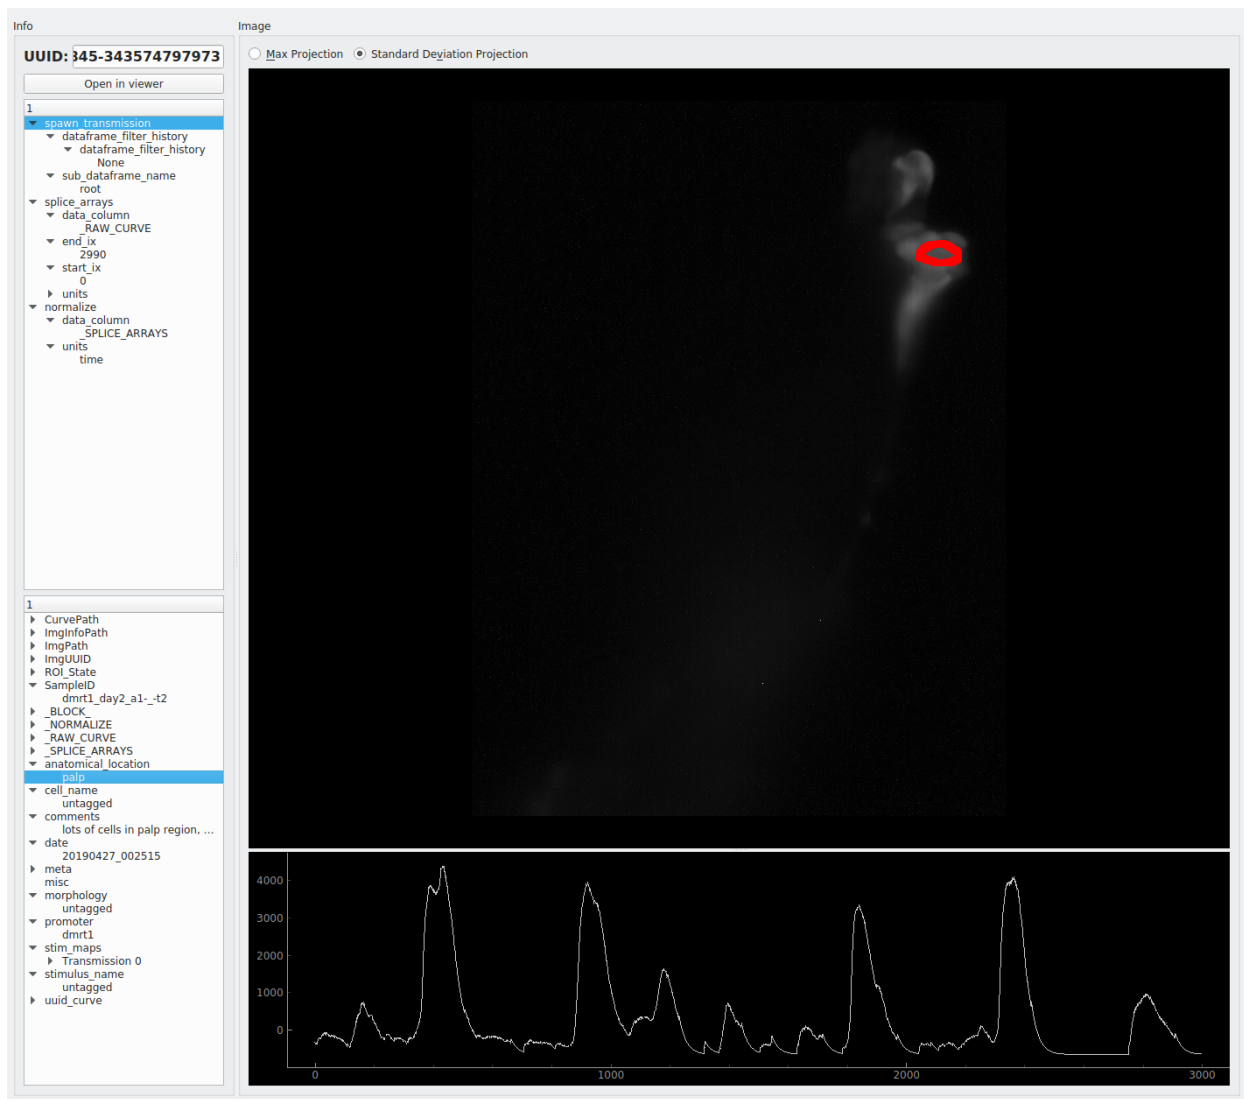 Info
Image
UUID: 345-343574797973
Max Projection
Standard Deviation Projection
Open in viewer
1
spawn_transmission
dataframe_filter_history
dataframe_filter_history
None
sub_dataframe_name
root
splice_arrays
data_column
_RAW_CURVE
end_ix
2990
start_ix
0
units
normalize
data_column
_SPLICE_ARRAYS
units
time
1
CurvePath
ImgInfoPath
ImgPath
ImgUUID
ROI_State
SampleID
dmrt1_day2_a1-_-t2
_BLOCK_
_NORMALIZE
_RAW_CURVE
_SPLICE_ARRAYS
anatomical_location
palp
cell_name
untagged
comments
lots of cells in palp region, ...
date
20190427_002515
meta
misc
morphology
untagged
promoter
dmrt1
stim_maps
Transmission 0
stimulus_name
untagged
uuid_curve
4000
3000
2000
1000
0
0 1000 2000 3000